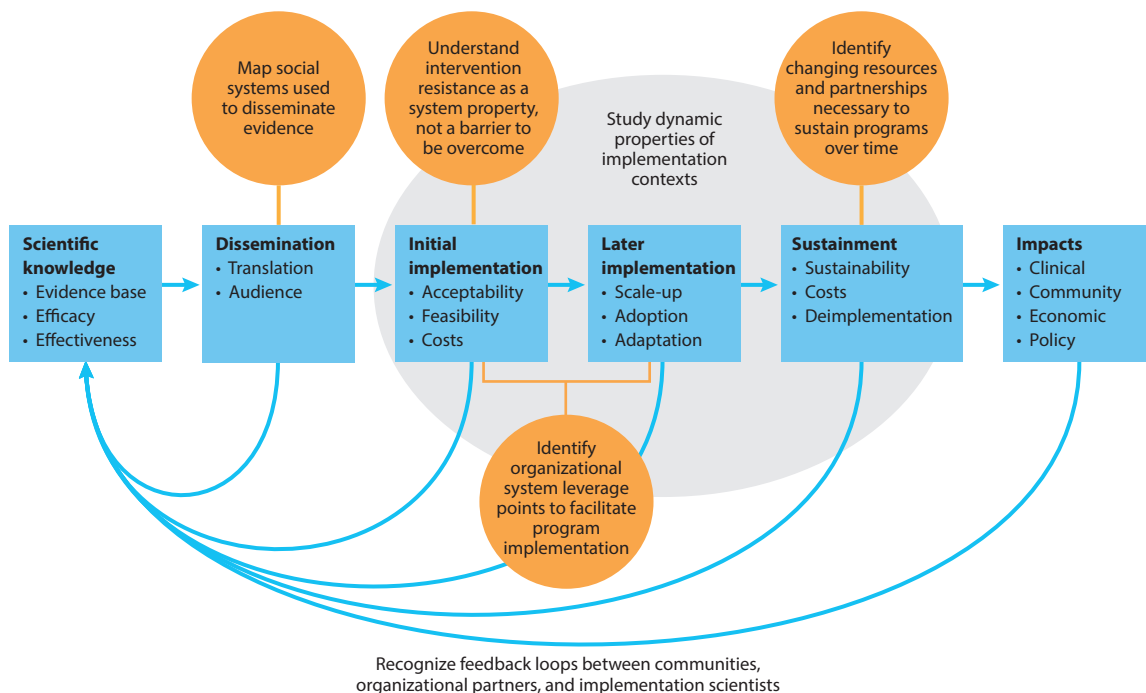 Map social
systems used
to disseminate
evidence
Understand
intervention
resistance as a
system property,
not a barrier to
be overcome
Study dynamic
properties of
implementation
contexts
Identify
changing resources
and partnerships
necessary to
sustain programs
over time
Scientific
knowledge
• Evidence base
• Efficacy
• Effectiveness
Dissemination
• Translation
• Audience
Initial
implementation
• Acceptability
• Feasibility
• Costs
Later
implementation
• Scale-up
• Adoption
• Adaptation
Sustainment
• Sustainability
• Costs
• Deimplementation
Impacts
• Clinical
• Community
• Economic
• Policy
Identify
organizational
system leverage
points to facilitate
program
implementation
Recognize feedback loops between communities,
organizational partners, and implementation scientists